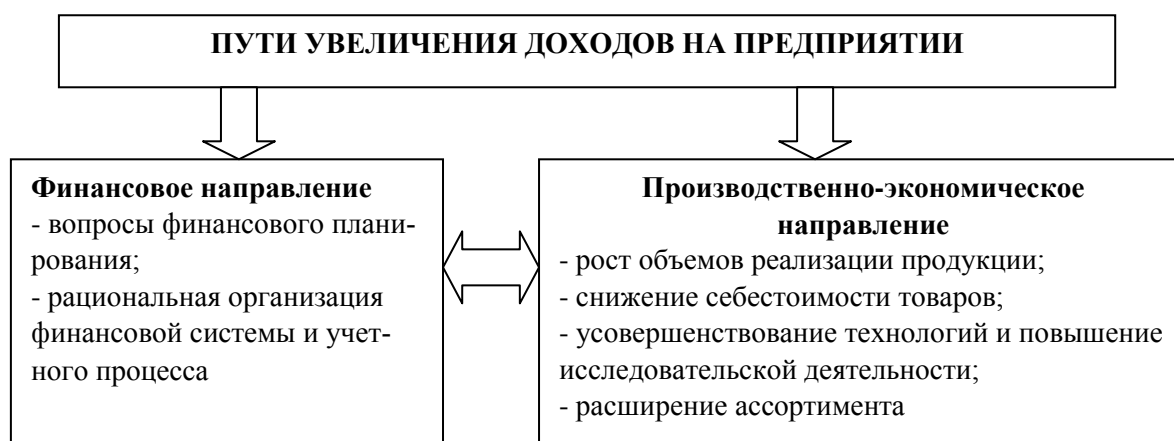 ПУТИ УВЕЛИЧЕНИЯ ДОХОДОВ НА ПРЕДПРИЯТИИ
Финансовое направление
- вопросы финансового плани-
рования;
- рациональная организация
финансовой системы и учет-
ного процесса
Производственно-экономическое
направление
- рост объемов реализации продукции;
- снижение себестоимости товаров;
- усовершенствование технологий и повышение
исследовательской деятельности;
- расширение ассортимента